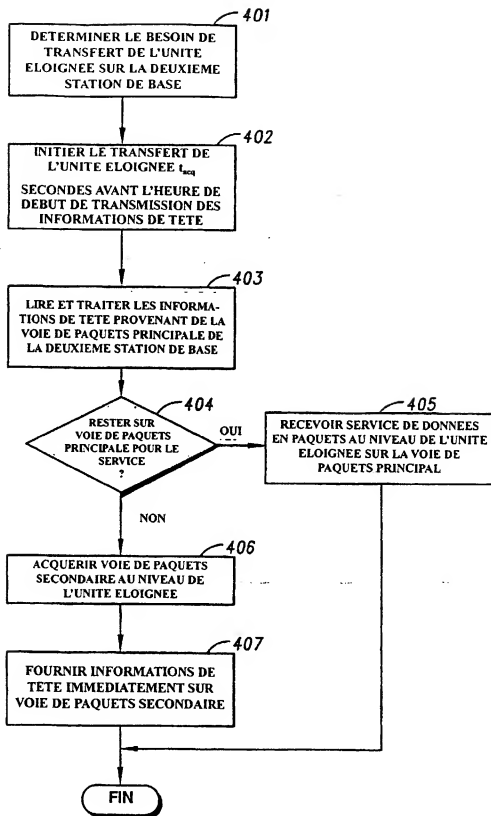 401
DETERMINER LE BESOIN DE
TRANSFERT DE L'UNITE
ELOIGNEE SUR LA DEUXIEME
STATION DE BASE
402
INITIER LE TRANSFERT DE
L'UNITE ELOIGNEE tacq
SECONDES AVANT L'HEURE DE
DEBUT DE TRANSMISSION DES
INFORMATIONS DE TETE
403
LIRE ET TRAITER LES INFORMA-
TIONS DE TETE PROVENANT DE LA
VOIE DE PAQUETS PRINCIPALE DE
LA DEUXIEME STATION DE BASE
404
RESTER SUR
VOIE DE PAQUETS
PRINCIPALE POUR LE
SERVICE
?
OUI
405
RECEVOIR SERVICE DE DONNEES
EN PAQUETS AU NIVEAU DE L'UNITE
ELOIGNEE SUR LA VOIE DE
PAQUETS PRINCIPAL
NON
406
ACQUERIR VOIE DE PAQUETS
SECONDAIRE AU NIVEAU DE
L'UNITE ELOIGNEE
407
FOURNIR INFORMATIONS DE
TETE IMMEDIATEMENT SUR
VOIE DE PAQUETS SECONDAIRE
FIN